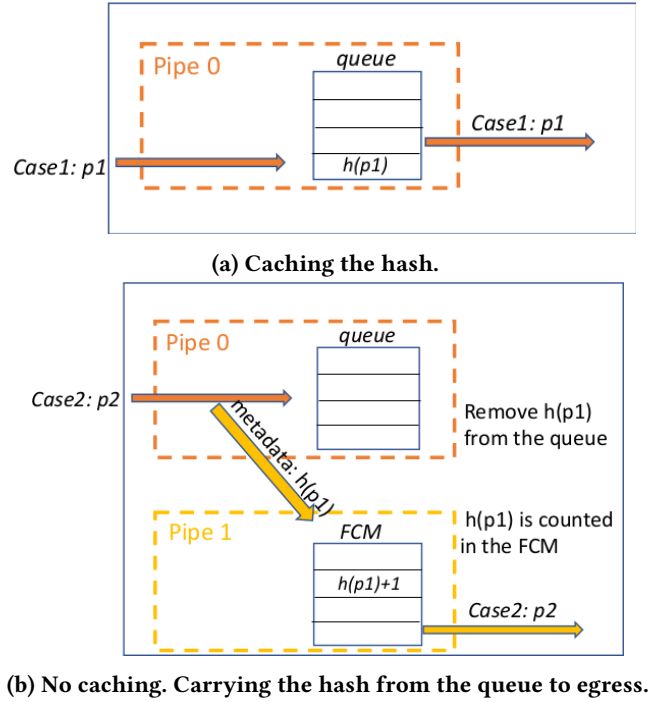 Pipe 0
queue
Case1: p1
Case1: p1
h(p1)
(a) Caching the hash.
Pipe 0
queue
Case2: p2
metadata: h(p1)
Remove h(p1)
from the queue
Pipe 1
FCM
h(p1) is counted
in the FCM
h(p1)+1
Case2: p2
(b) No caching. Carrying the hash from the queue to egress.